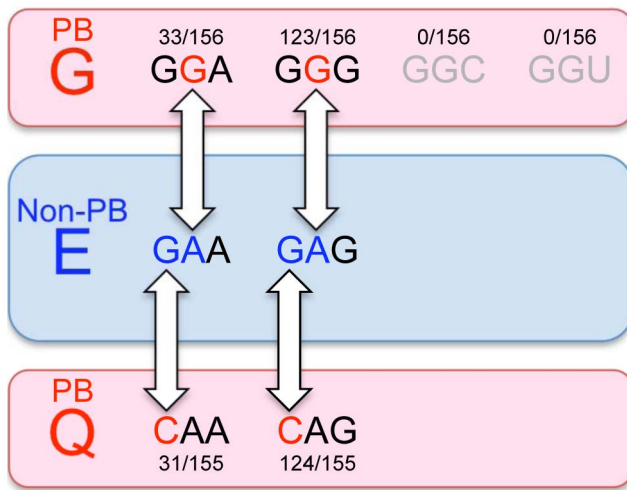 PB
G
33/156 123/156 0/156 0/156
GGA GGG GGC GGU
Non-PB
E
GAA GAG
PB
Q
CAA CAG
31/155 124/155